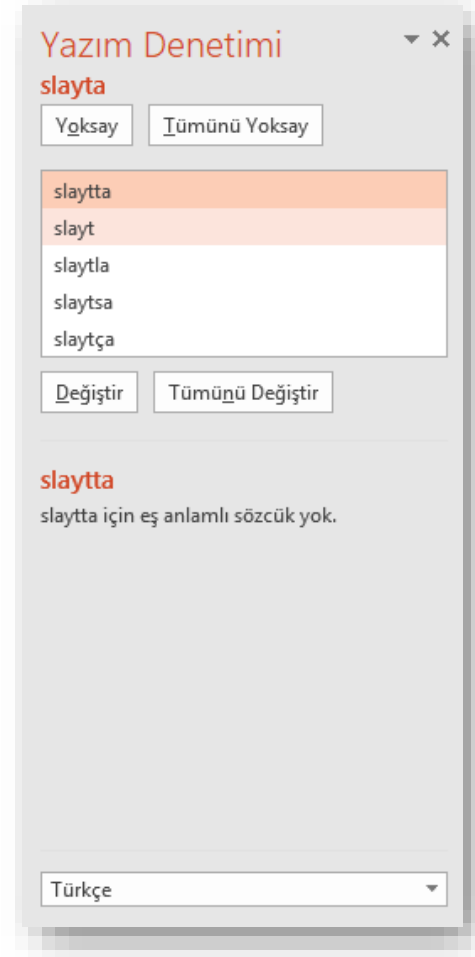 Yazım Denetimi
slayta
Yoksay Tümünü Yoksay
slaytta
slayt
slaytla
slaytsa
slaytça
Değiştir Tümünü Değiştir
slaytta
slaytta için eş anlamlı sözcük yok.
Türkçe